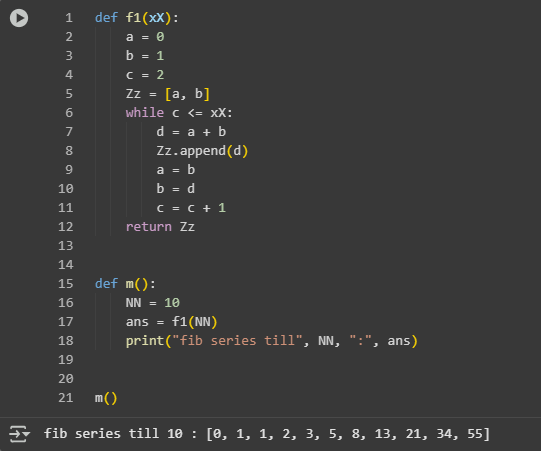 1 def f1(xX):
2     a = 0
3     b = 1
4     c = 2
5     Zz = [a, b]
6     while c <= xX:
7         d = a + b
8         Zz.append(d)
9         a = b
10         b = d
11         c = c + 1
12     return Zz
13
14
15 def m():
16     NN = 10
17     ans = f1(NN)
18     print("fib series till", NN, ":", ans)
19
20
21 m()
fib series till 10 : [0, 1, 1, 2, 3, 5, 8, 13, 21, 34, 55]